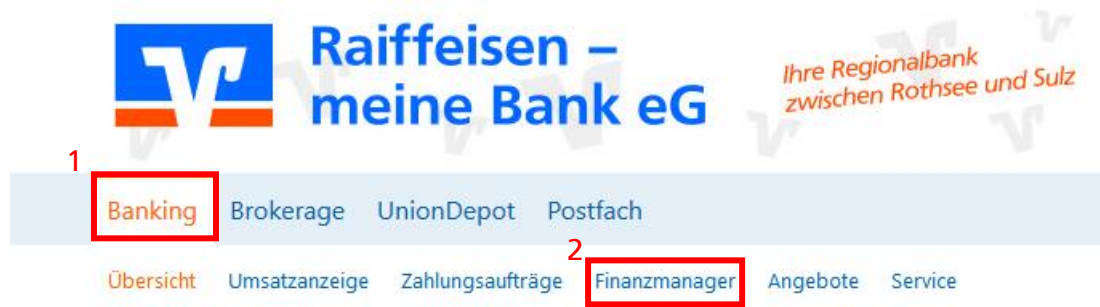 Raiffeisen –
meine Bank eG
Ihre Regionalbank
zwischen Rothsee und Sulz
1
Banking Brokerage UnionDepot Postfach
2
Übersicht Umsatzanzeige Zahlungsaufträge Finanzmanager Angebote Service